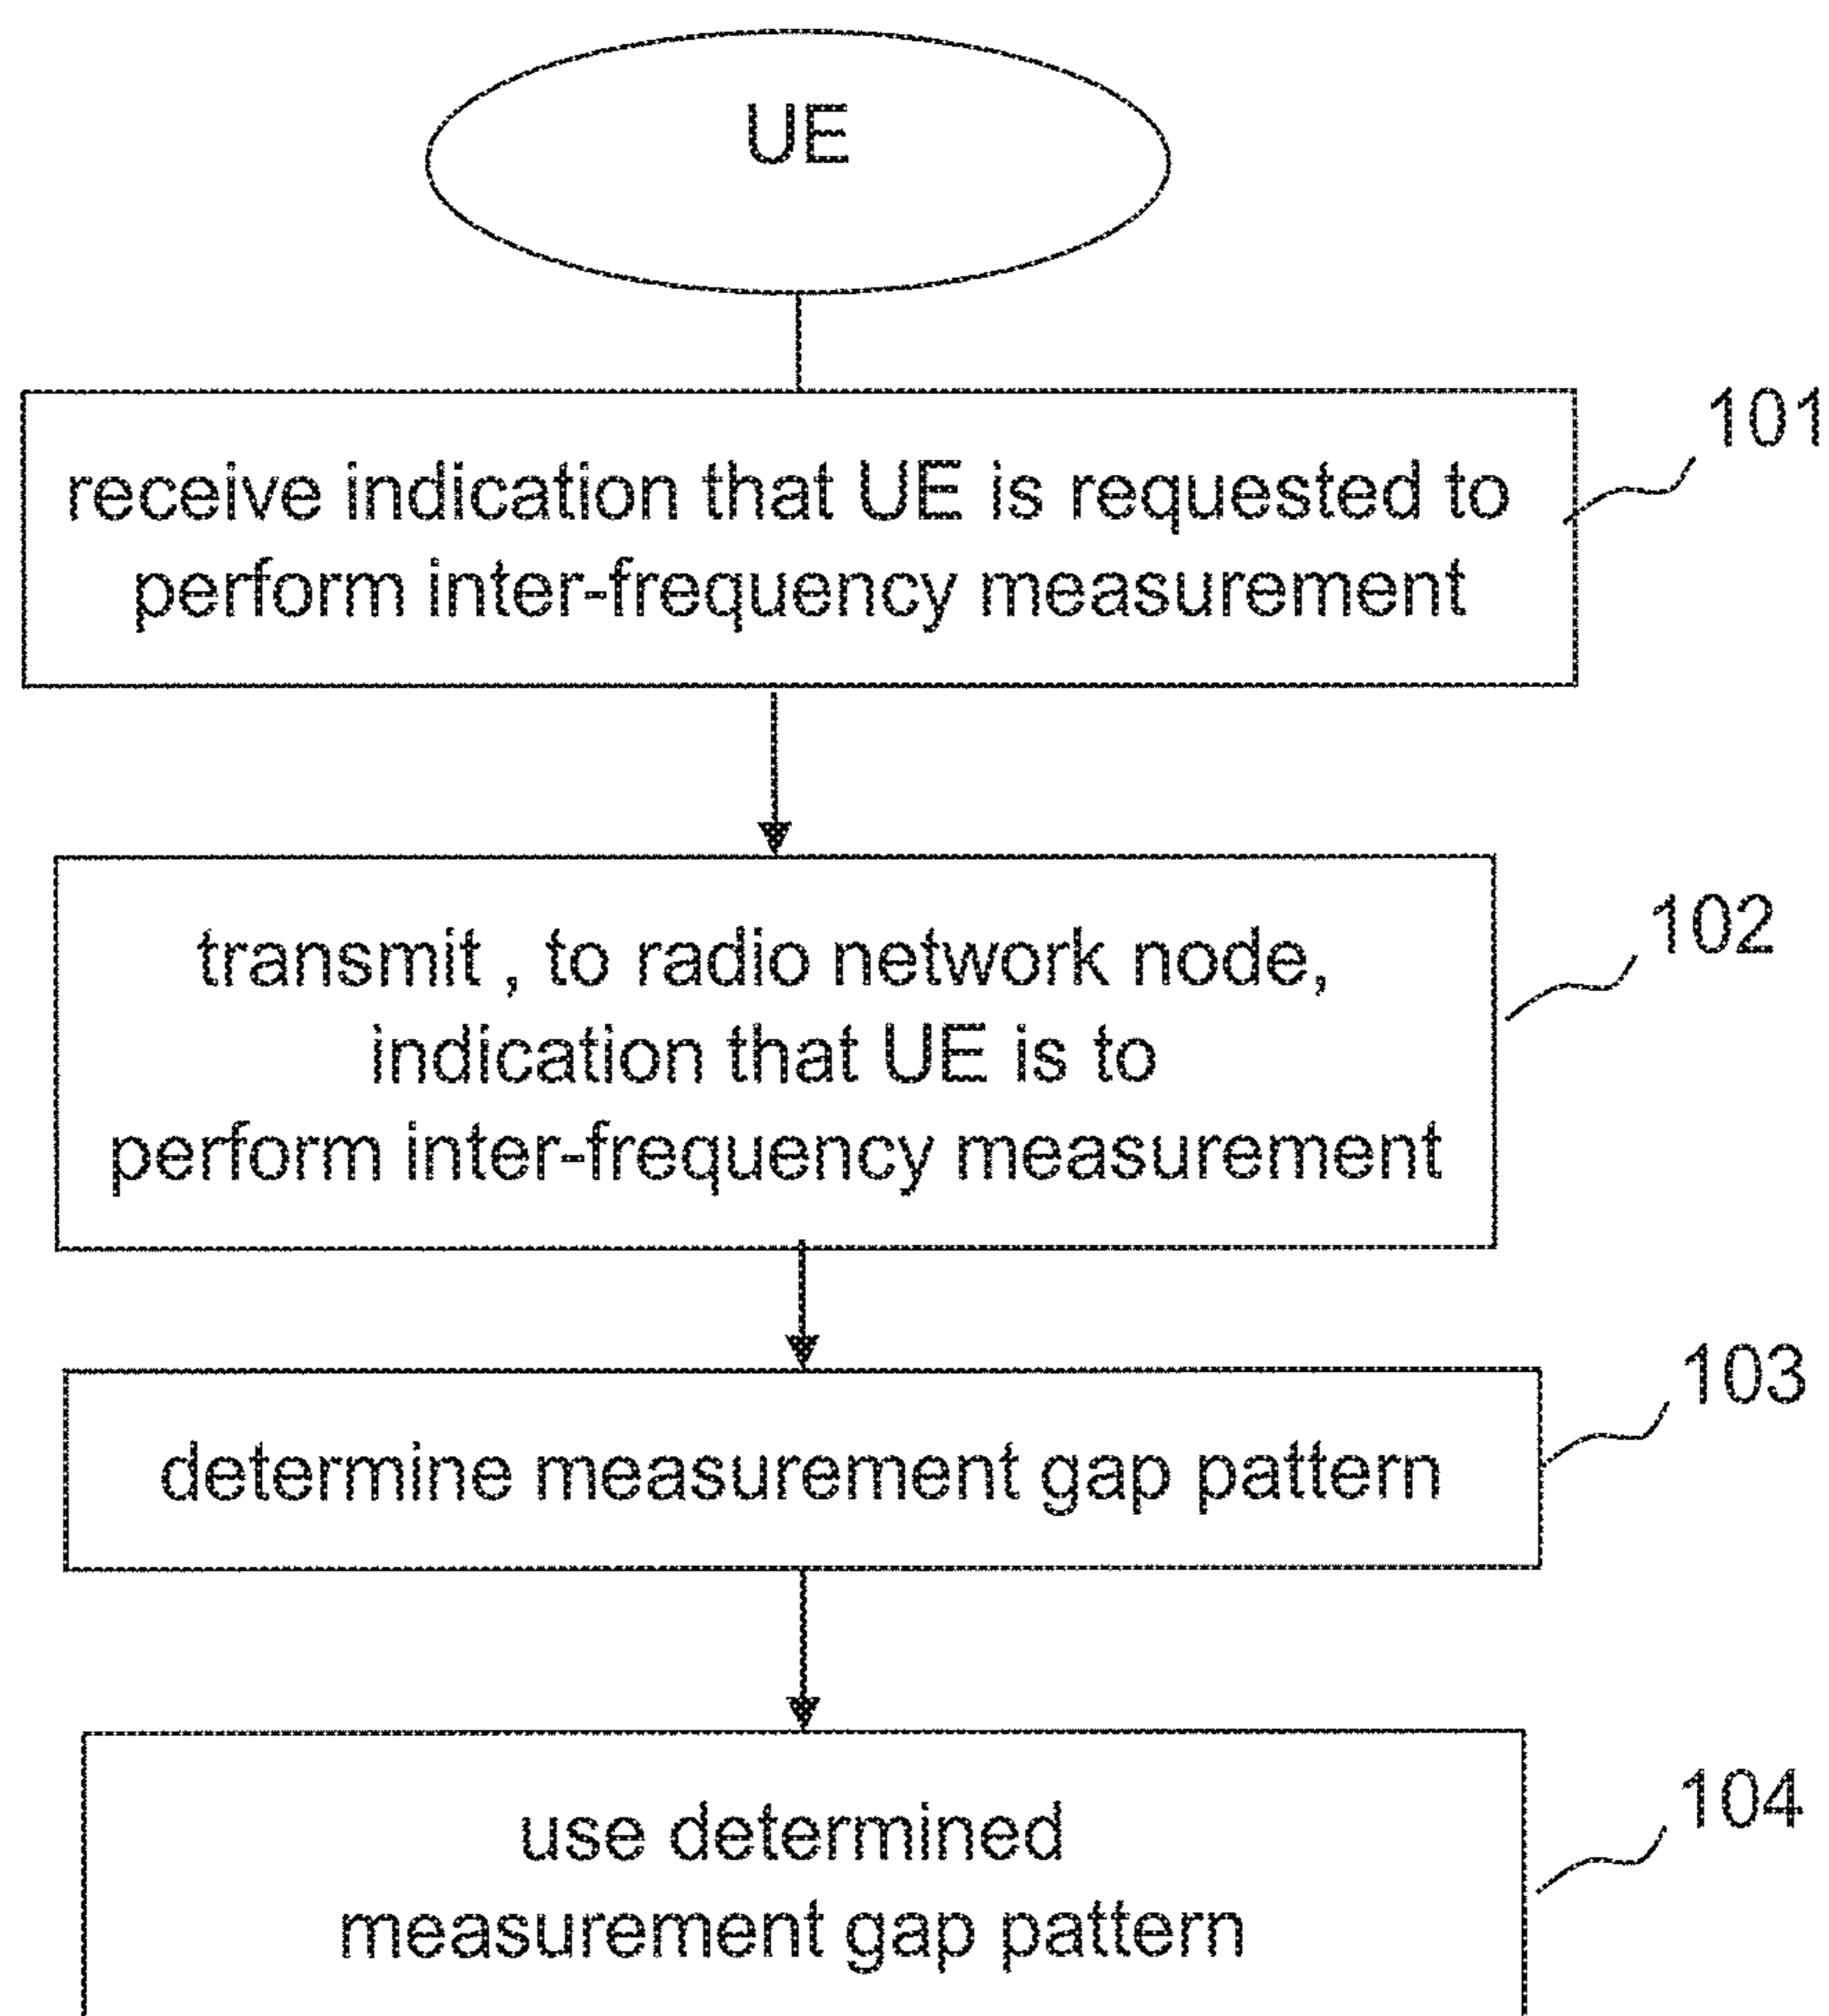 UE
101
receive indication that UE is requested to
perform inter-frequency measurement
102
transmit , to radio network node,
indication that UE is to
perform inter-frequency measurement
103
determine measurement gap pattern
104
use determined
measurement gap pattern